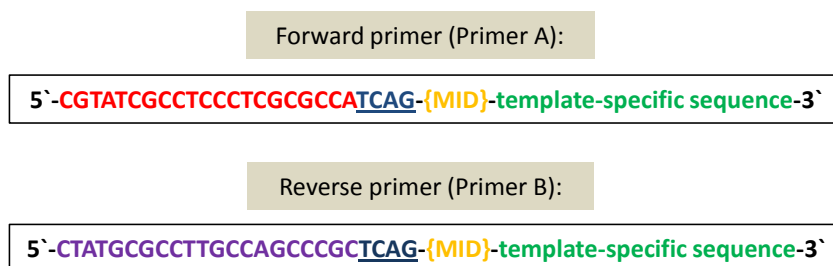 Forward primer (Primer A):
5`-CGTATCGCCTCCCTCGCGCCATCAG-{MID}-template-specific sequence-3`
Reverse primer (Primer B):
5`-CTATGCGCCTTGCCAGCCCGCTCAG-{MID}-template-specific sequence-3`